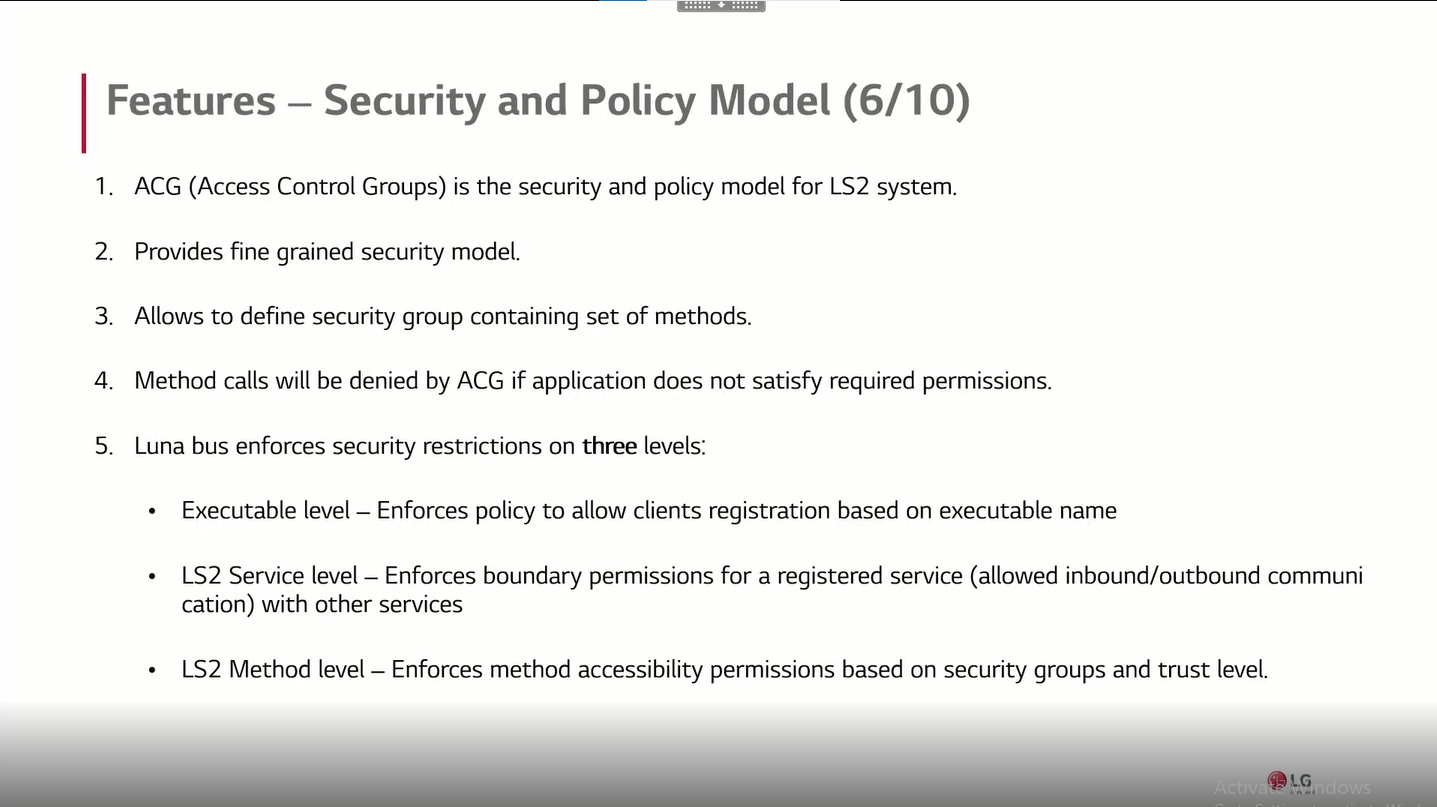 Features – Security and Policy Model (6/10)
1. ACG (Access Control Groups) is the security and policy model for LS2 system.
2. Provides fine grained security model.
3. Allows to define security group containing set of methods.
4. Method calls will be denied by ACG if application does not satisfy required permissions.
5. Luna bus enforces security restrictions on three levels:
• Executable level – Enforces policy to allow clients registration based on executable name
• LS2 Service level – Enforces boundary permissions for a registered service (allowed inbound/outbound communi
cation) with other services
• LS2 Method level – Enforces method accessibility permissions based on security groups and trust level.
LG
Activate Windows